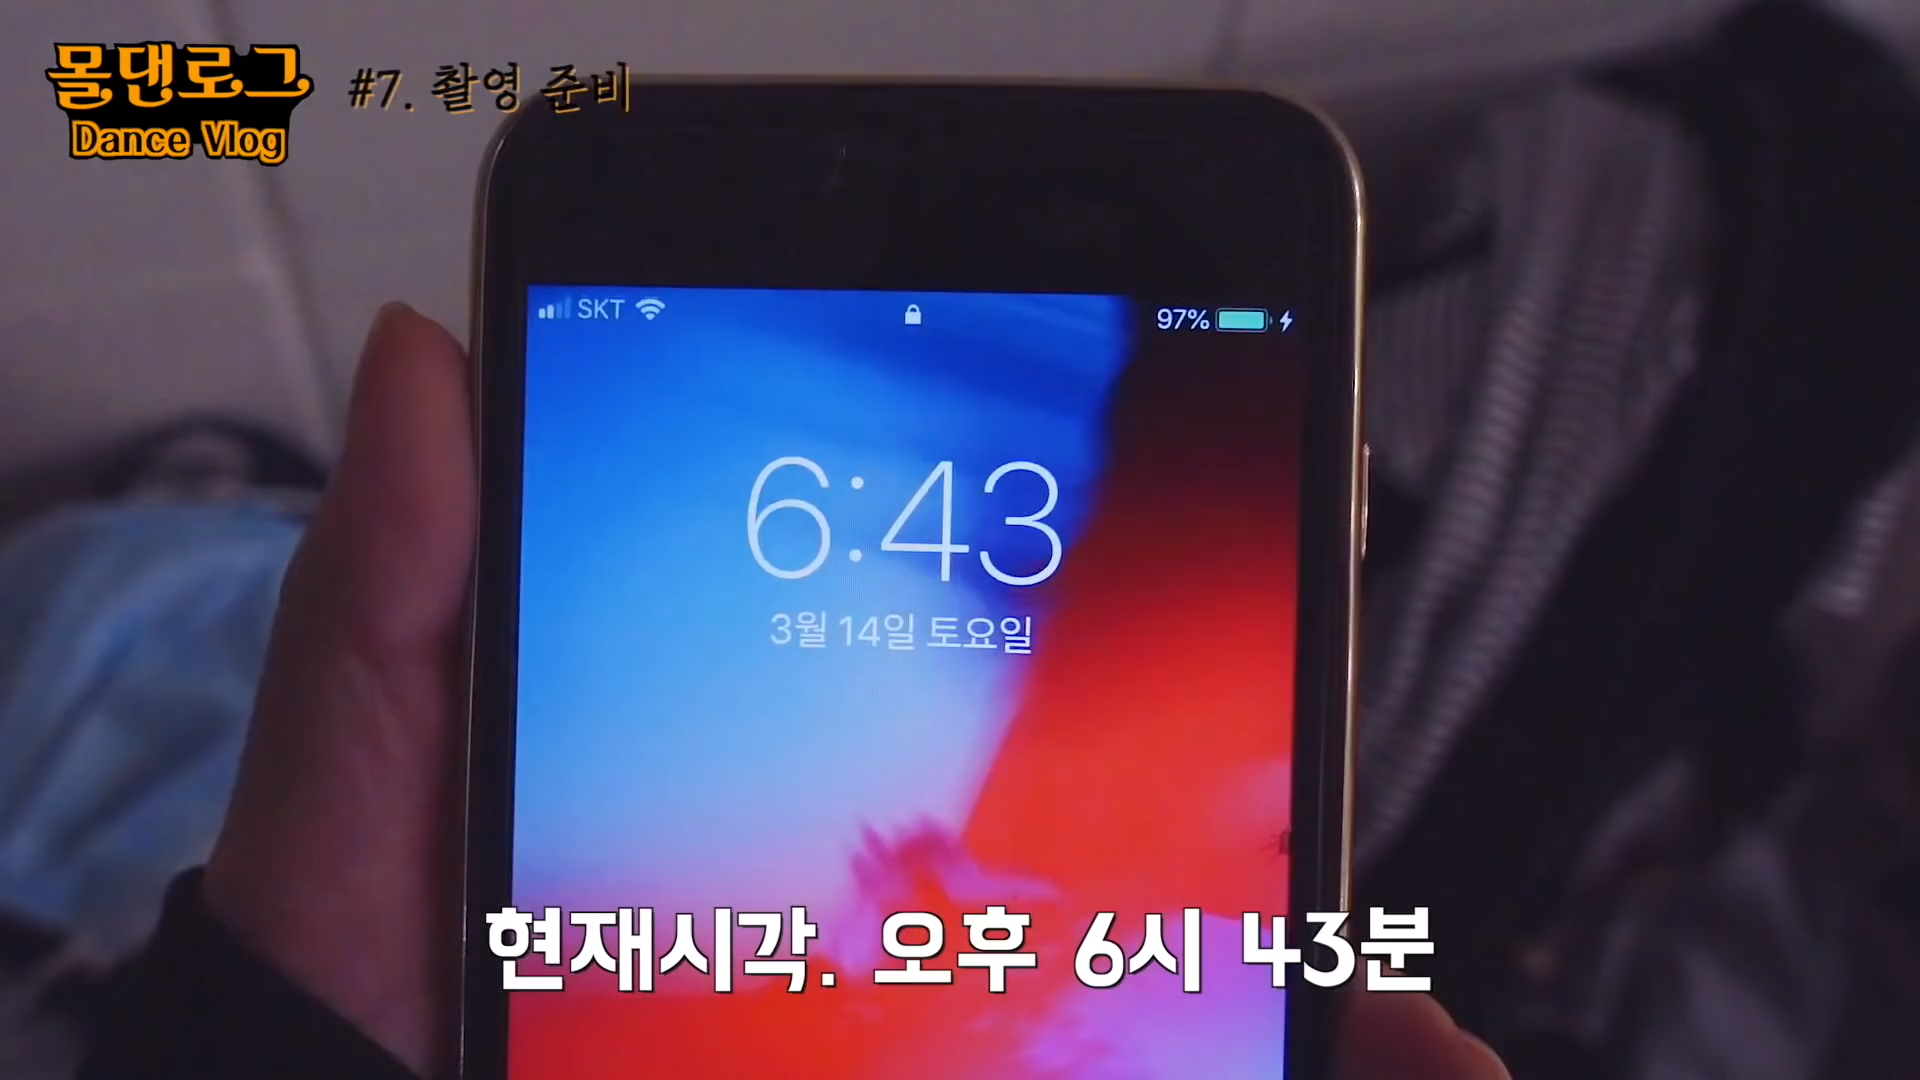 몰댄로그
Dance Vlog
#7. 촬영 준비
SKT
97%
6:43
3월 14일 토요일
현재시각. 오후 6시 43분